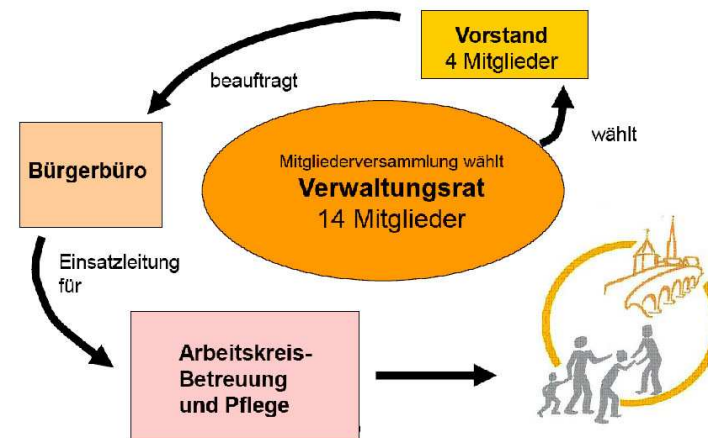 Vorstand
4 Mitglieder
beauftragt
wählt
Mitgliederversammlung wählt
Verwaltungsrat
14 Mitglieder
Bürgerbüro
Einsatzleitung
für
Arbeitskreis-
Betreuung
und Pflege